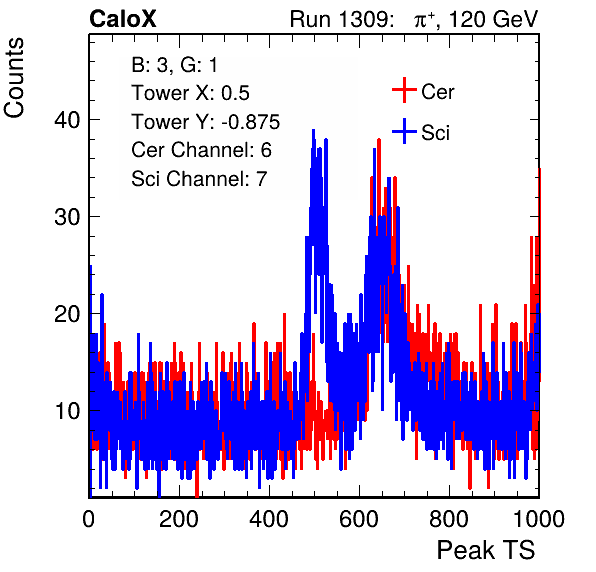 CaloX
Run 1309: π⁺, 120 GeV
Counts
B: 3, G: 1
Tower X: 0.5
Tower Y: -0.875
Cer Channel: 6
Sci Channel: 7
Cer
Sci
40
30
20
10
0 200 400 600 800 1000
Peak TS